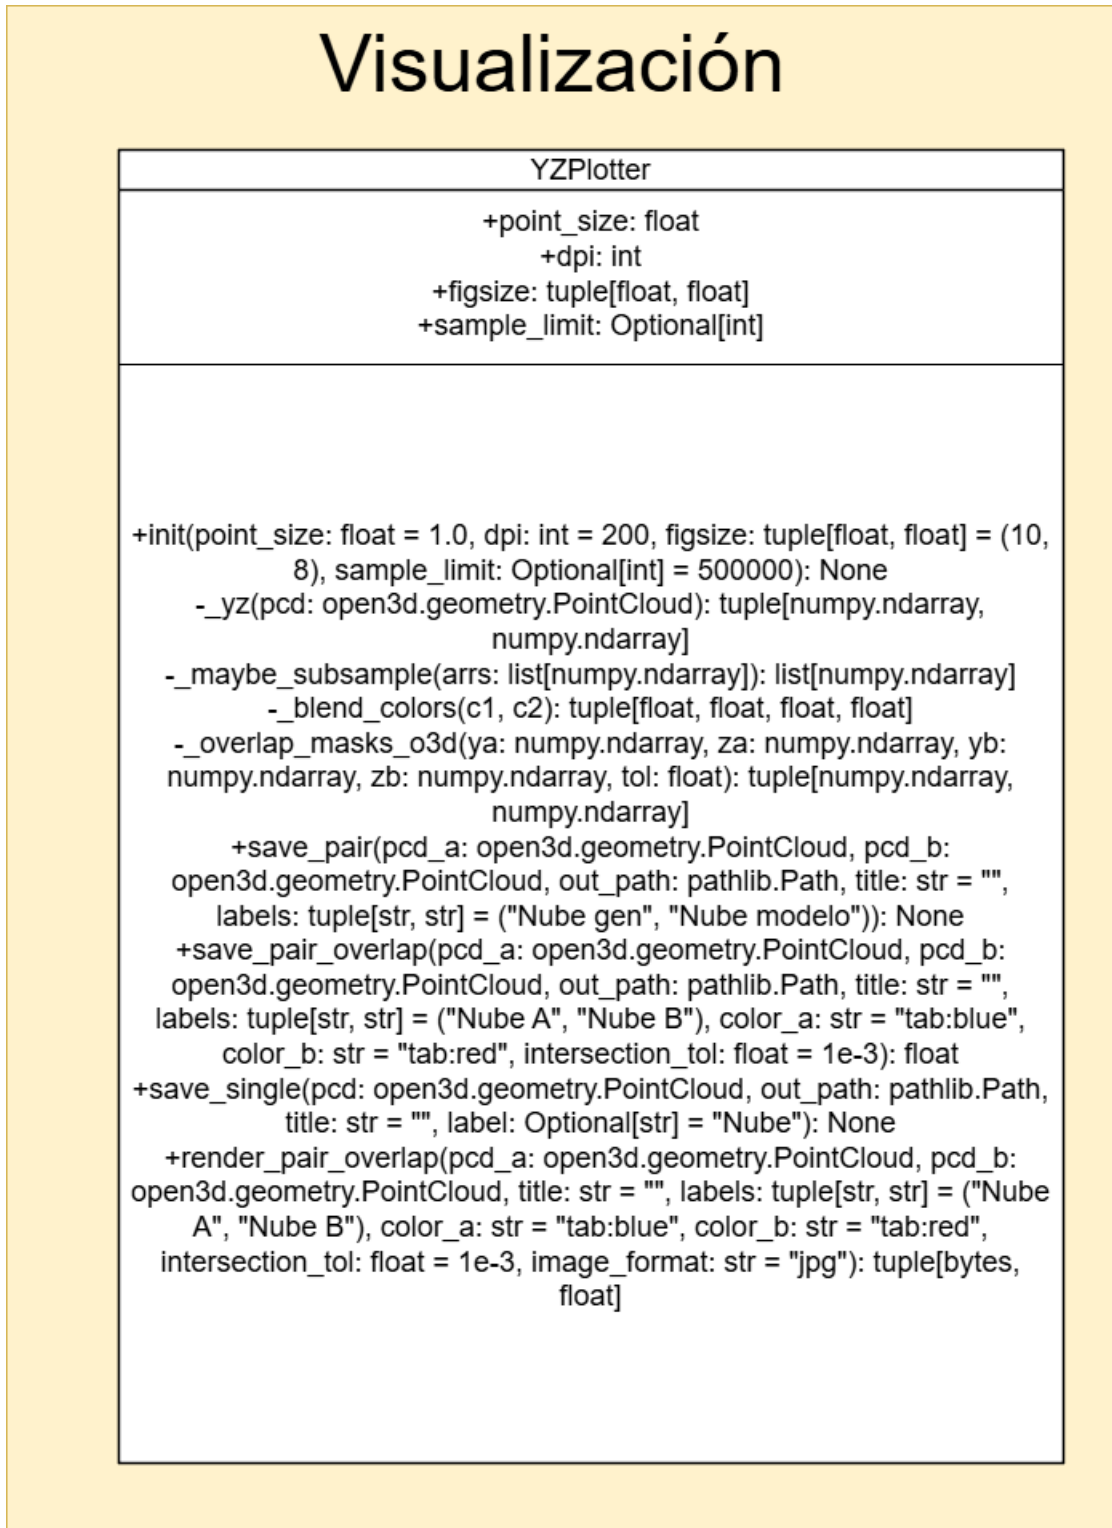 Visualización
YZPlotter
+point_size: float
+dpi: int
+figsize: tuple[float, float]
+sample_limit: Optional[int]
+init(point_size: float = 1.0, dpi: int = 200, figsize: tuple[float, float] = (10,
8), sample_limit: Optional[int] = 500000): None
-_yz(pcd: open3d.geometry.PointCloud): tuple[numpy.ndarray,
numpy.ndarray]
-_maybe_subsample(arrs: list[numpy.ndarray]): list[numpy.ndarray]
-_blend_colors(c1, c2): tuple[float, float, float, float]
-_overlap_masks_o3d(ya: numpy.ndarray, za: numpy.ndarray, yb:
numpy.ndarray, zb: numpy.ndarray, tol: float): tuple[numpy.ndarray,
numpy.ndarray]
+save_pair(pcd_a: open3d.geometry.PointCloud, pcd_b:
open3d.geometry.PointCloud, out_path: pathlib.Path, title: str = "",
labels: tuple[str, str] = ("Nube gen", "Nube modelo")): None
+save_pair_overlap(pcd_a: open3d.geometry.PointCloud, pcd_b:
open3d.geometry.PointCloud, out_path: pathlib.Path, title: str = "",
labels: tuple[str, str] = ("Nube A", "Nube B"), color_a: str = "tab:blue",
color_b: str = "tab:red", intersection_tol: float = 1e-3): float
+save_single(pcd: open3d.geometry.PointCloud, out_path: pathlib.Path,
title: str = "", label: Optional[str] = "Nube"): None
+render_pair_overlap(pcd_a: open3d.geometry.PointCloud, pcd_b:
open3d.geometry.PointCloud, title: str = "", labels: tuple[str, str] = ("Nube
A", "Nube B"), color_a: str = "tab:blue", color_b: str = "tab:red",
intersection_tol: float = 1e-3, image_format: str = "jpg"): tuple[bytes,
float]